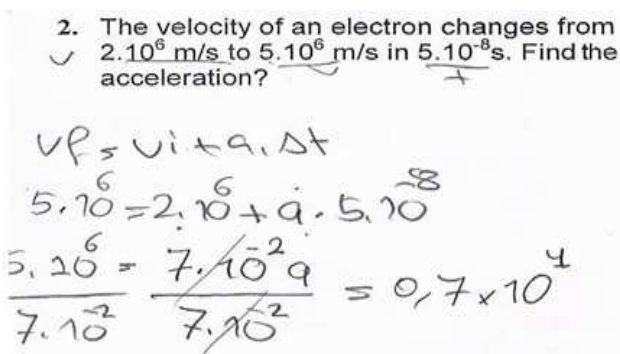 2. The velocity of an electron changes from
2.10⁶ m/s to 5.10⁶ m/s in 5.10⁻⁸s. Find the
acceleration?
v
t
vf = vi + a . Δt
5.10⁶ = 2.10⁶ + a . 5.10⁻⁸
5.10⁶ / 7.10⁻² = 7.10⁻² a / 7.10⁻² = 0,7 x 10⁴